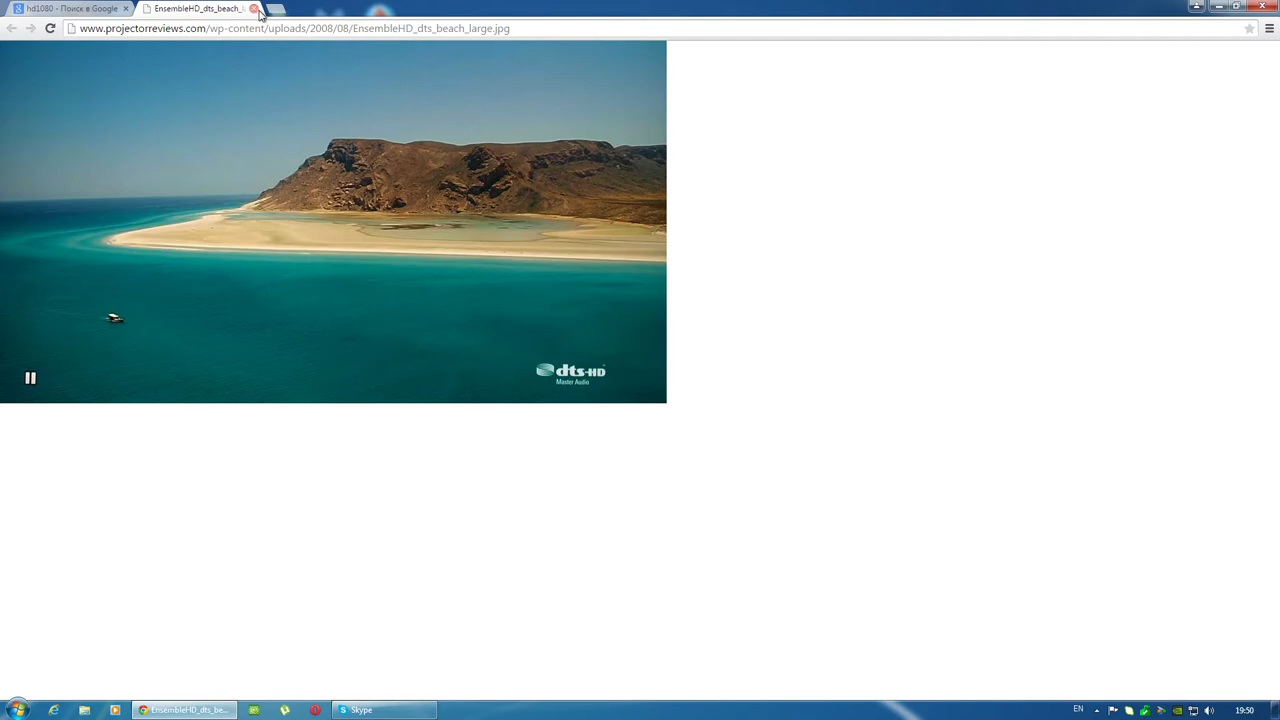 hd1080 - Поиск в Google
EnsembleHD_dts_beach_l
www.projectorreviews.com/wp-content/uploads/2008/08/EnsembleHD_dts_beach_large.jpg
dts-HD
Master Audio
EnsembleHD_dts_be...
Skype
EN
19:50